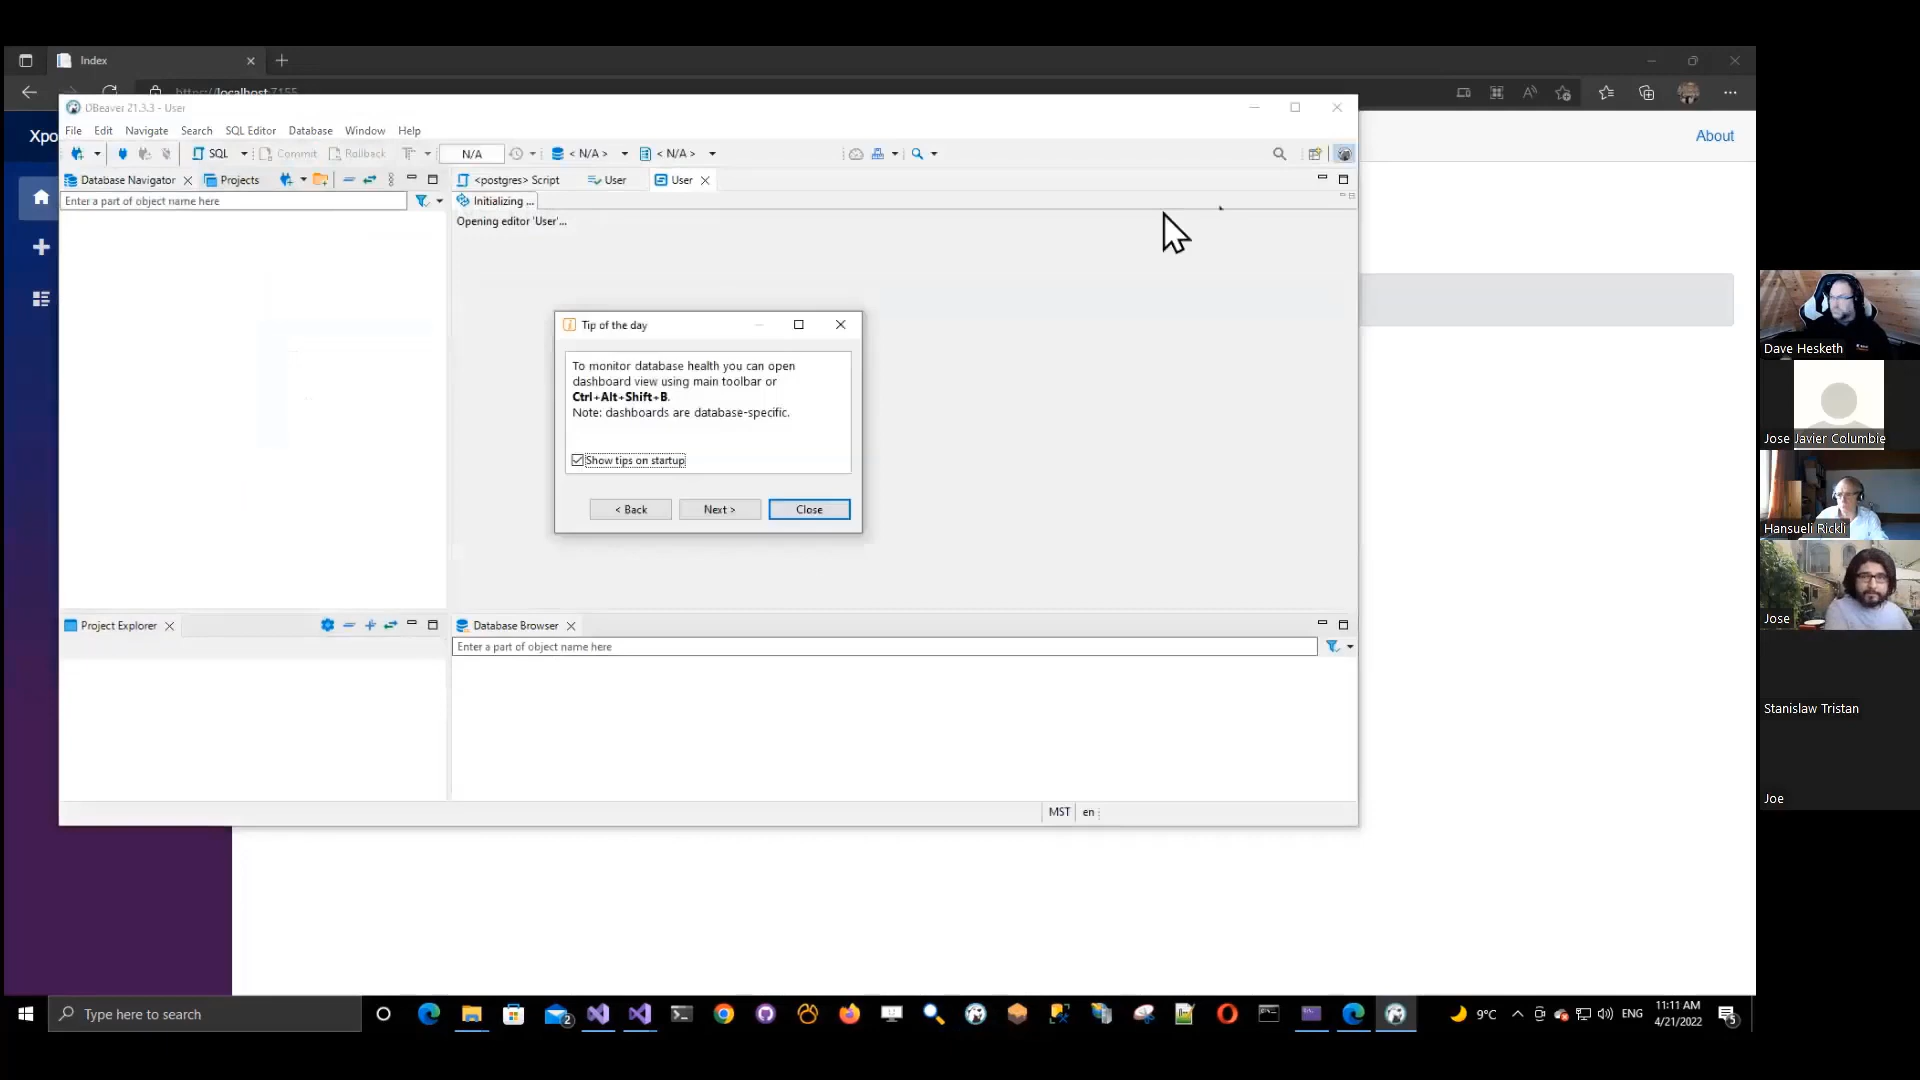 Index
https://localhost:7155
Xpo
About
DBeaver 21.3.3 - User
File Edit Navigate Search SQL Editor Database Window Help
SQL Commit Rollback N/A < N/A > < N/A >
Database Navigator Projects
<postgres> Script User User
Enter a part of object name here
Initializing ...
Opening editor 'User'...
Tip of the day
To monitor database health you can open
dashboard view using main toolbar or
Ctrl+Alt+Shift+B.
Note: dashboards are database-specific.
Show tips on startup
< Back Next > Close
Project Explorer
Database Browser
Enter a part of object name here
MST en
Dave Hesketh
Jose Javier Columbie
Hansueli Rickli
Jose
Stanislaw Tristan
Joe
Type here to search
2
9°C
ENG
11:11 AM
4/21/2022
5